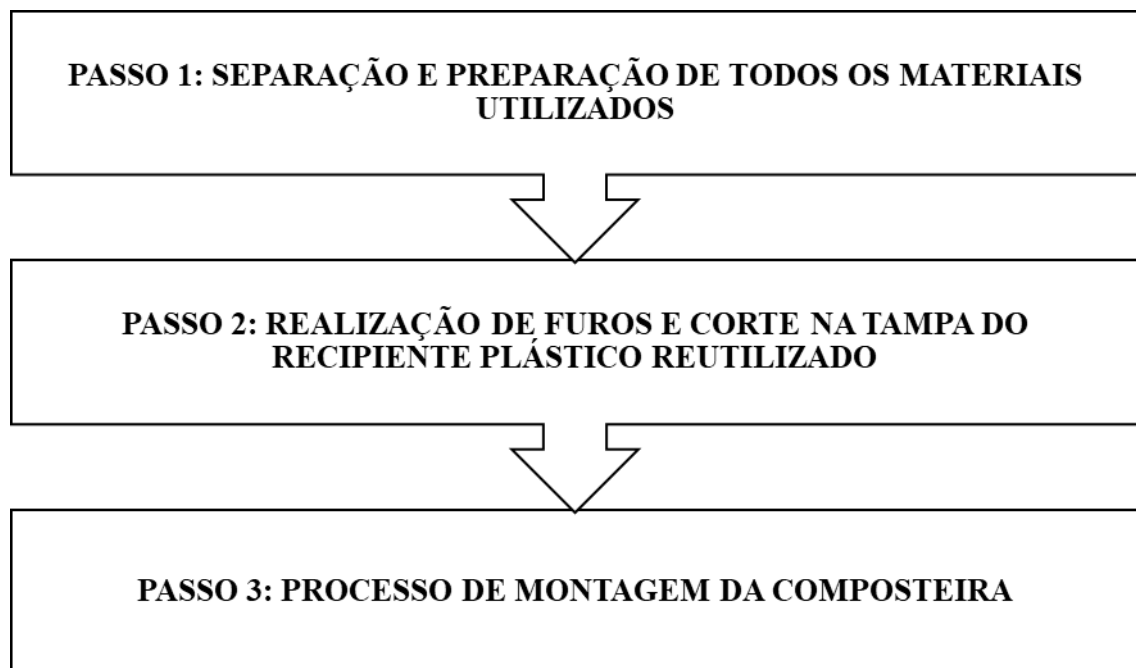 PASSO 1: SEPARAÇÃO E PREPARAÇÃO DE TODOS OS MATERIAIS
UTILIZADOS
PASSO 2: REALIZAÇÃO DE FUROS E CORTE NA TAMPA DO
RECIPIENTE PLÁSTICO REUTILIZADO
PASSO 3: PROCESSO DE MONTAGEM DA COMPOSTEIRA